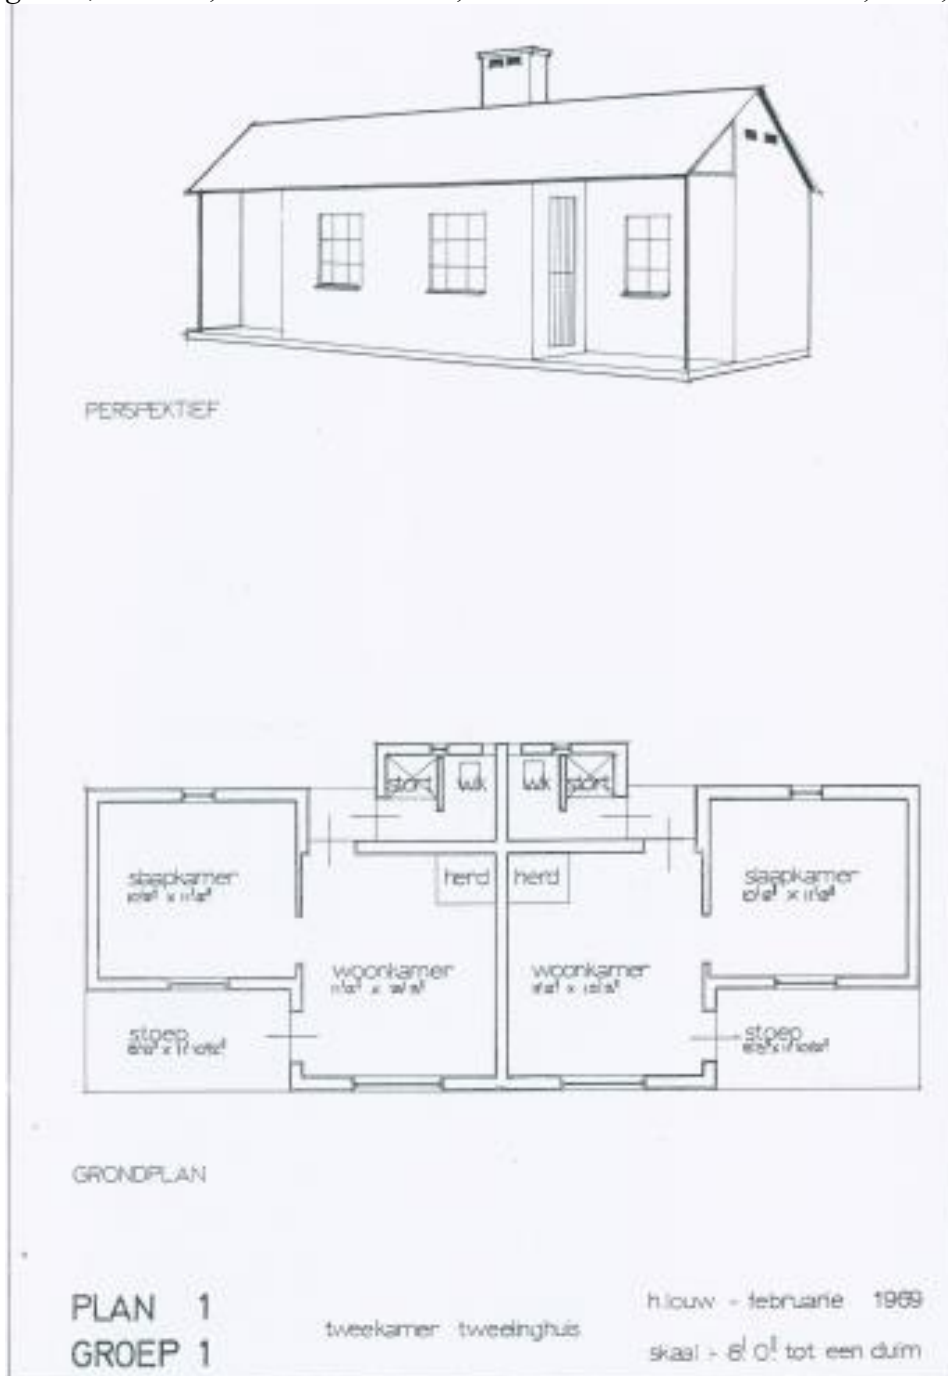 PERSPEKTIEF
stort wk wk stort
slaapkamer herd herd slaapkamer
woonkamer woonkamer
stoep stoep
GRONDPLAN
PLAN 1
GROEP 1
tweekamer tweelinghuis
h.louw - februarie 1969
skaal - 8' 0" tot een duim